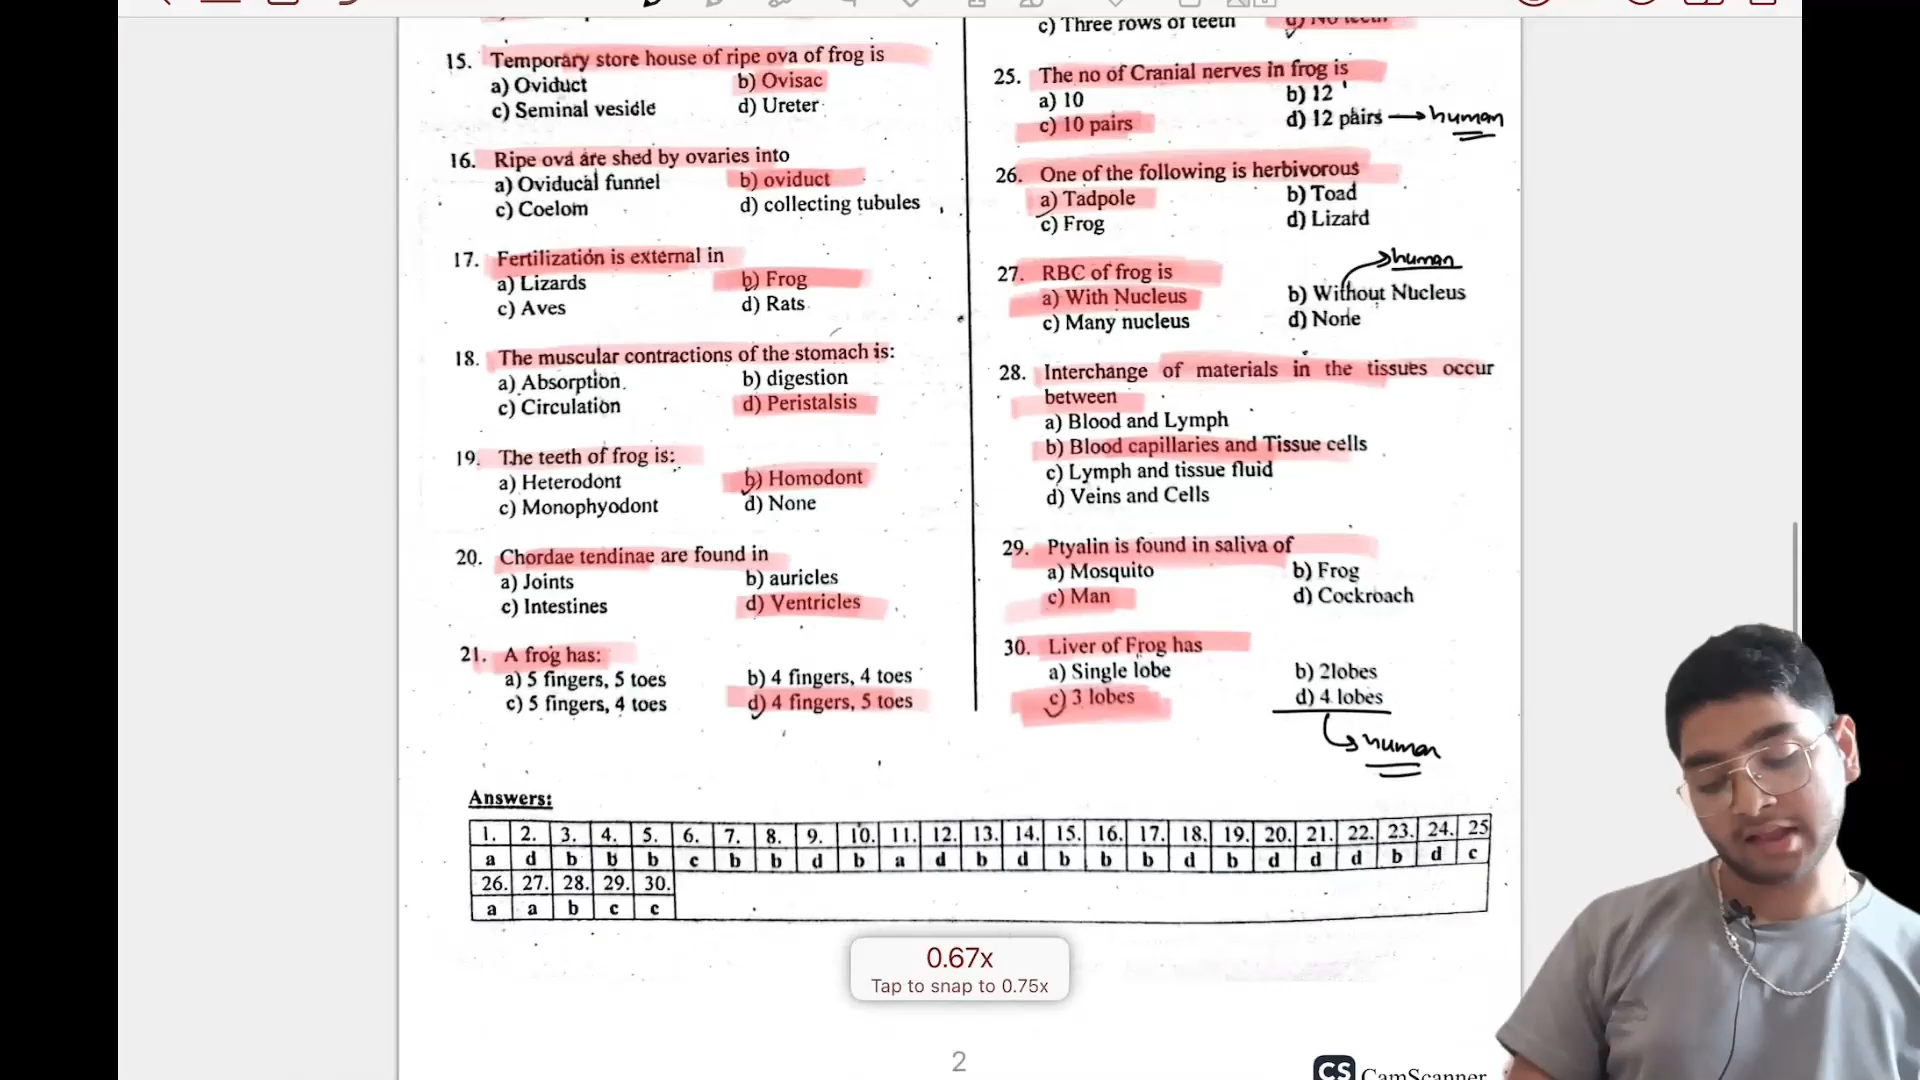 15. Temporary store house of ripe ova of frog is
a) Oviduct b) Ovisac
c) Seminal vesicle d) Ureter
16. Ripe ova are shed by ovaries into
a) Oviducal funnel b) oviduct
c) Coelom d) collecting tubules
17. Fertilization is external in
a) Lizards b) Frog
c) Aves d) Rats
18. The muscular contractions of the stomach is:
a) Absorption b) digestion
c) Circulation d) Peristalsis
19. The teeth of frog is:
a) Heterodont b) Homodont
c) Monophyodont d) None
20. Chordae tendinae are found in
a) Joints b) auricles
c) Intestines d) Ventricles
21. A frog has:
a) 5 fingers, 5 toes b) 4 fingers, 4 toes
c) 5 fingers, 4 toes d) 4 fingers, 5 toes
c) Three rows of teeth d) No teeth
25. The no of Cranial nerves in frog is
a) 10 b) 12
c) 10 pairs d) 12 pairs → human
26. One of the following is herbivorous
a) Tadpole b) Toad
c) Frog d) Lizard
human
27. RBC of frog is
a) With Nucleus b) Without Nucleus
c) Many nucleus d) None
28. Interchange of materials in the tissues occur
between
a) Blood and Lymph
b) Blood capillaries and Tissue cells
c) Lymph and tissue fluid
d) Veins and Cells
29. Ptyalin is found in saliva of
a) Mosquito b) Frog
c) Man d) Cockroach
30. Liver of Frog has
a) Single lobe b) 2lobes
c) 3 lobes d) 4 lobes
human
Answers:
1. 2. 3. 4. 5. 6. 7. 8. 9. 10. 11. 12. 13. 14. 15. 16. 17. 18. 19. 20. 21. 22. 23. 24. 25
a d b b b c b b d b a d b d b b b d b d d d b d c
26. 27. 28. 29. 30.
a a b c c
0.67x
Tap to snap to 0.75x
2
CS CamScanner